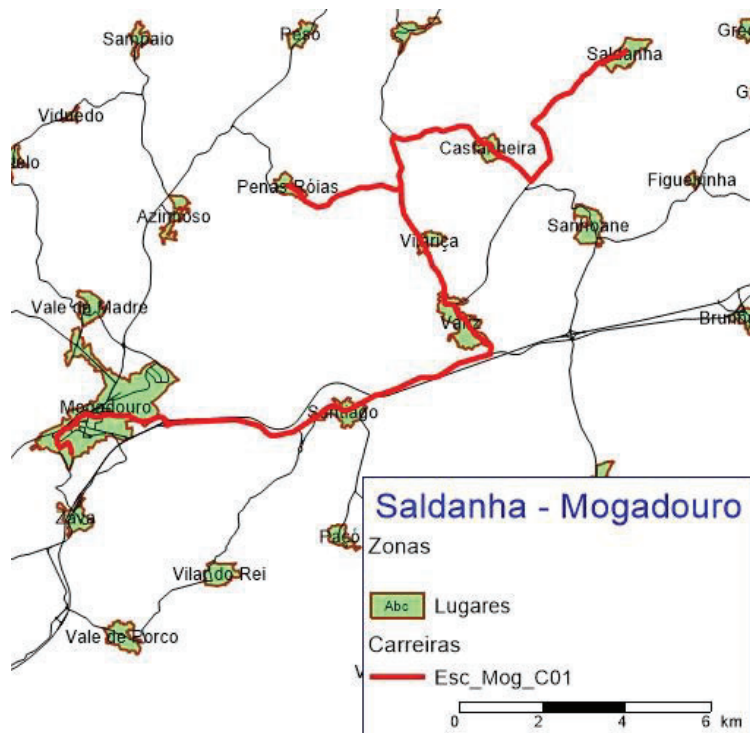 Sampaio
Peso
Saldanha
Viduedo
Castanheira
Penas Róias
Figueirinha
Azinhoso
Sanhoane
Vilariça
Vale da Madre
Variz
Mogadouro
Santiago
Zava
Paçó
Vilar do Rei
Vale de Porco
Saldanha - Mogadouro
Zonas
Abc Lugares
Carreiras
Esc_Mog_C01
0 2 4 6
km